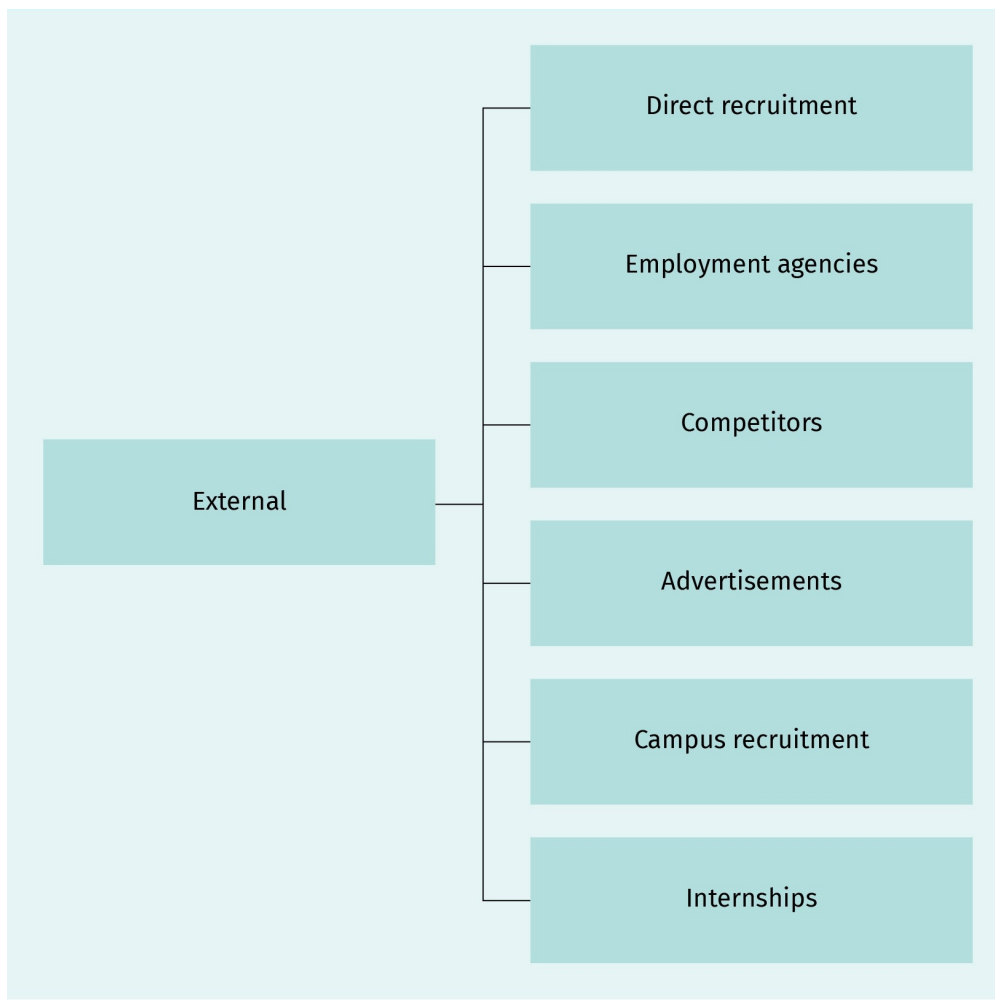 Direct recruitment
Employment agencies
Competitors
External
Advertisements
Campus recruitment
Internships